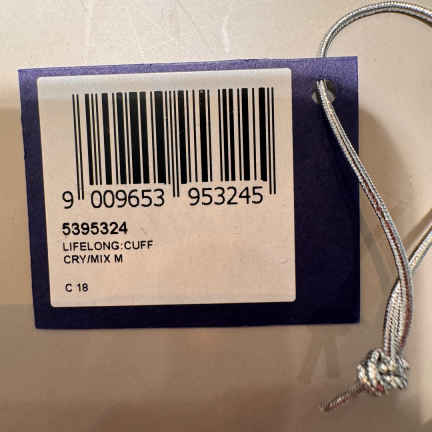 9 009653 953245
5395324
LIFELONG:CUFF
CRY/MIX M
C 18